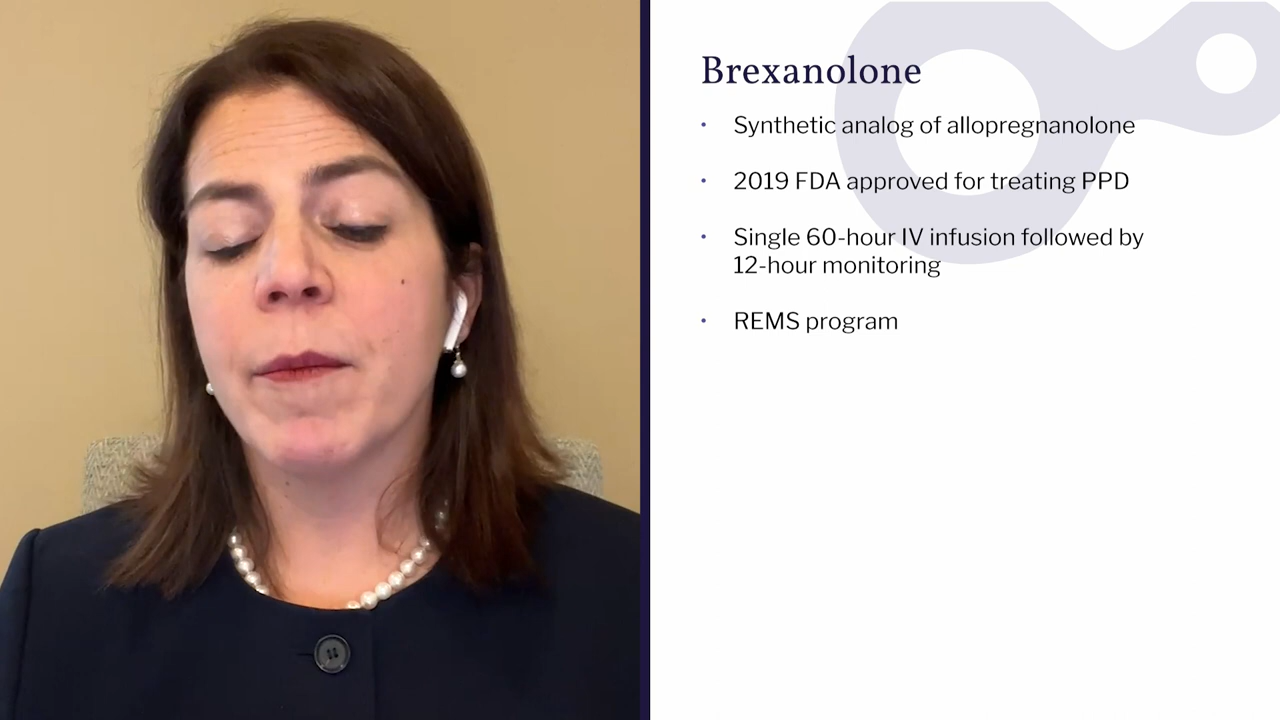 Brexanolone
• Synthetic analog of allopregnanolone
• 2019 FDA approved for treating PPD
• Single 60-hour IV infusion followed by
12-hour monitoring
• REMS program